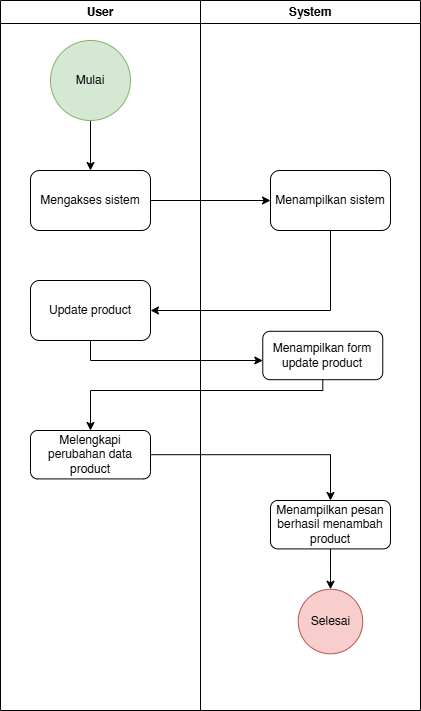 User
System
Mulai
Mengakses sistem
Menampilkan sistem
Update product
Menampilkan form
update product
Melengkapi
perubahan data
product
Menampilkan pesan
berhasil menambah
product
Selesai